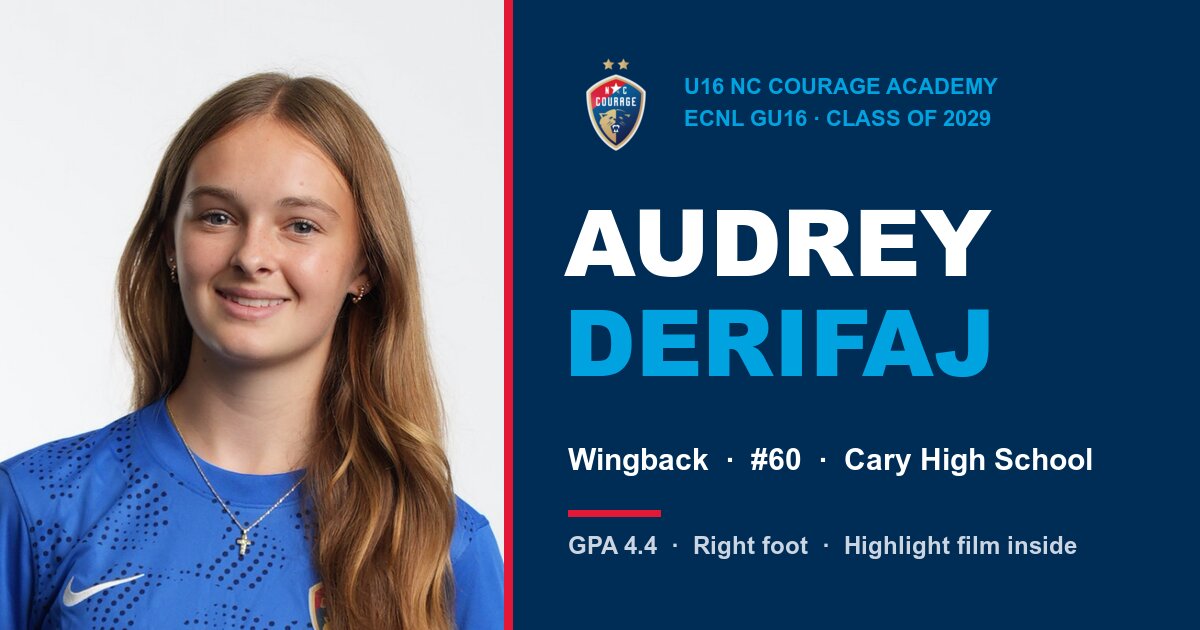 N C
COURAGE
U16 NC COURAGE ACADEMY
ECNL GU16 · CLASS OF 2029
AUDREY
DERIFAJ
Wingback · #60 · Cary High School
GPA 4.4 · Right foot · Highlight film inside